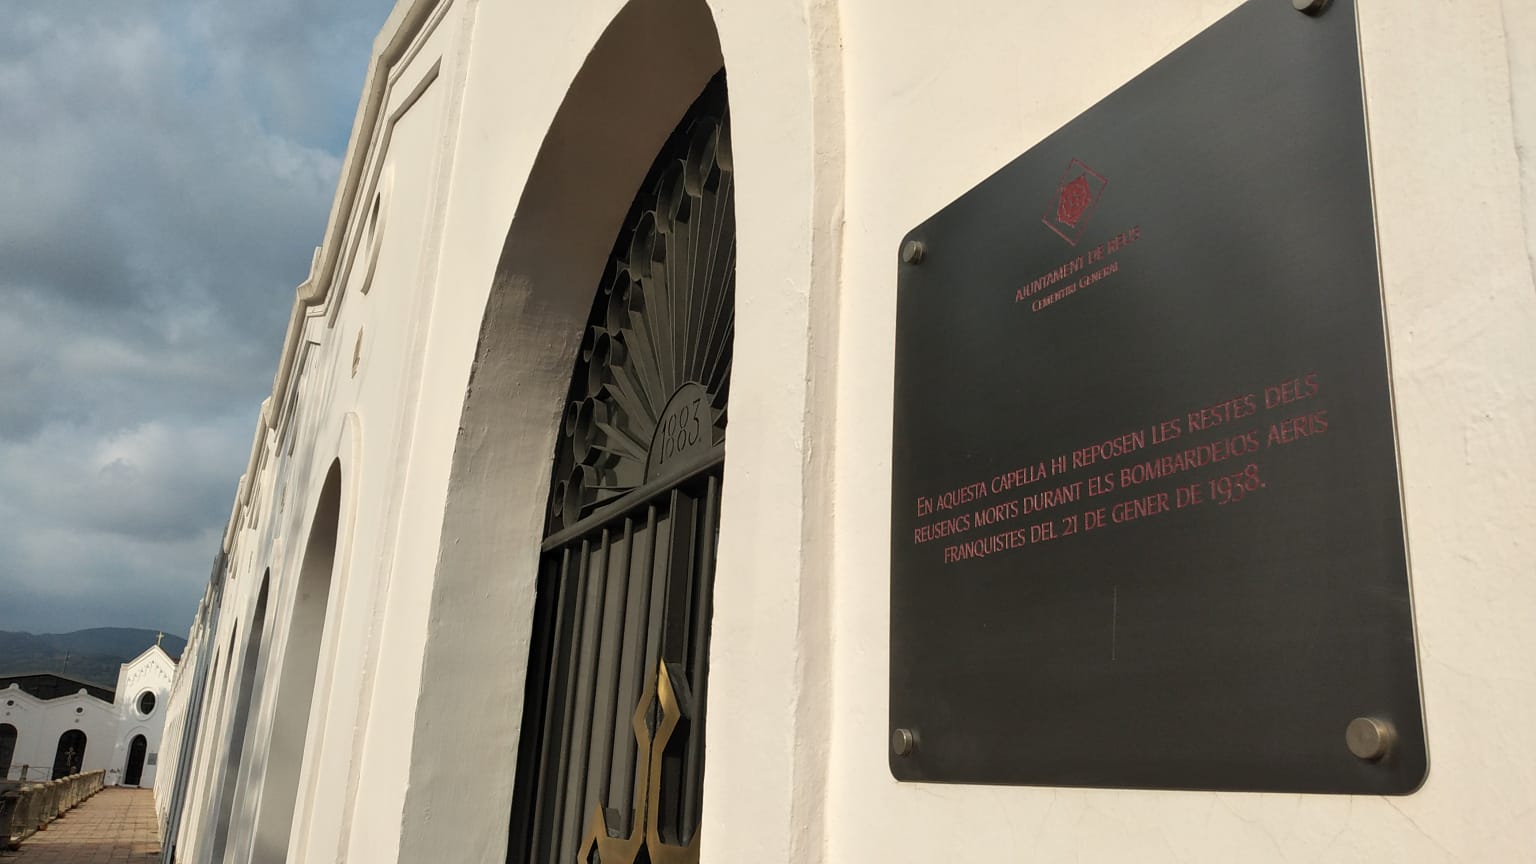 1883
AJUNTAMENT DE REUS
CEMENTIRI GENERAL
EN AQUESTA CAPELLA HI REPOSEN LES RESTES DELS
REUSENCS MORTS DURANT ELS BOMBARDEJOS AERIS
FRANQUISTES DEL 21 DE GENER DE 1938.